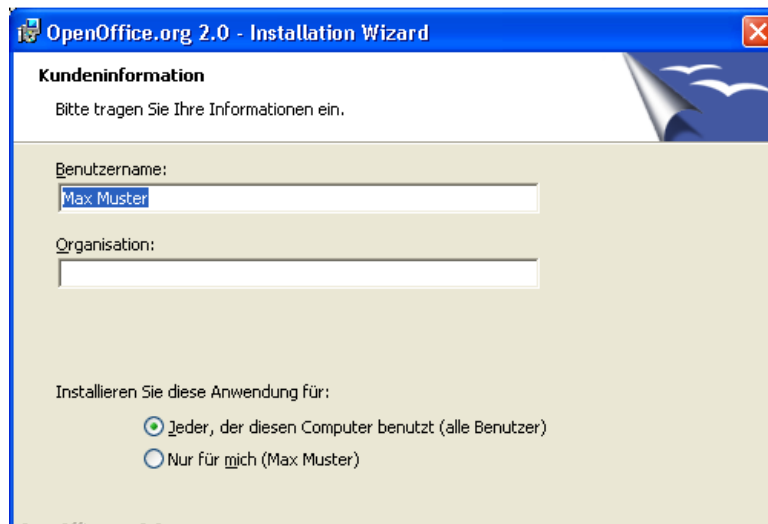 OpenOffice.org 2.0 - Installation Wizard
Kundeninformation
Bitte tragen Sie Ihre Informationen ein.
Benutzername:
Max Muster
Organisation:
Installieren Sie diese Anwendung für:
Jeder, der diesen Computer benutzt (alle Benutzer)
Nur für mich (Max Muster)